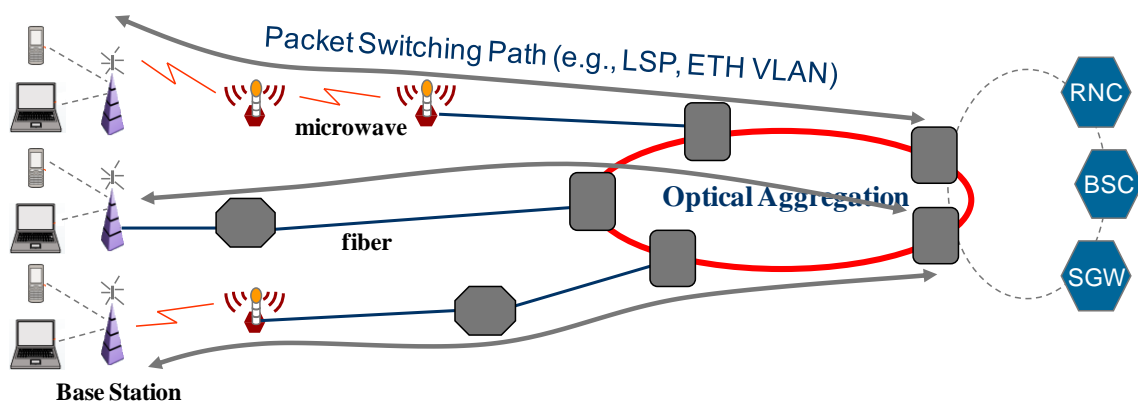 Packet Switching Path (e.g., LSP, ETH VLAN)
RNC
microwave
BSC
Optical Aggregation
fiber
SGW
Base Station